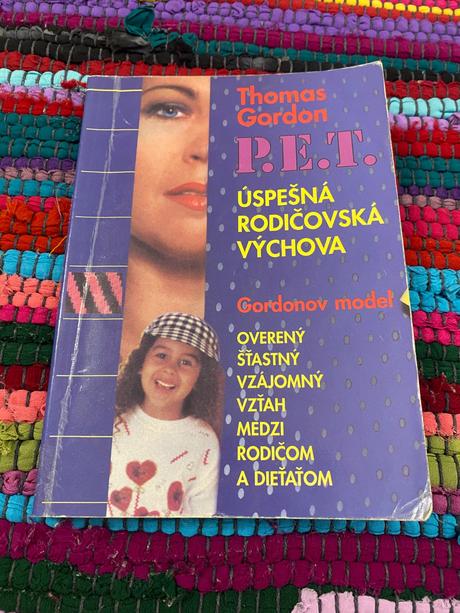 Thomas
Gordon
P.E.T.
ÚSPEŠNÁ
RODIČOVSKÁ
VÝCHOVA
Gordonov model
OVERENÝ
ŠŤASTNÝ
VZÁJOMNÝ
VZŤAH
MEDZI
RODIČOM
A DIEŤAŤOM